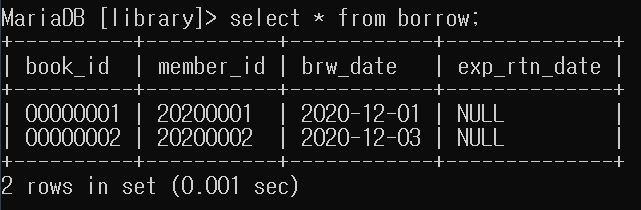 MariaDB [library]> select * from borrow;
+----------+-----------+------------+--------------+
| book_id  | member_id | brw_date   | exp_rtn_date |
+----------+-----------+------------+--------------+
| 00000001 | 20200001  | 2020-12-01 | NULL         |
| 00000002 | 20200002  | 2020-12-03 | NULL         |
+----------+-----------+------------+--------------+
2 rows in set (0.001 sec)